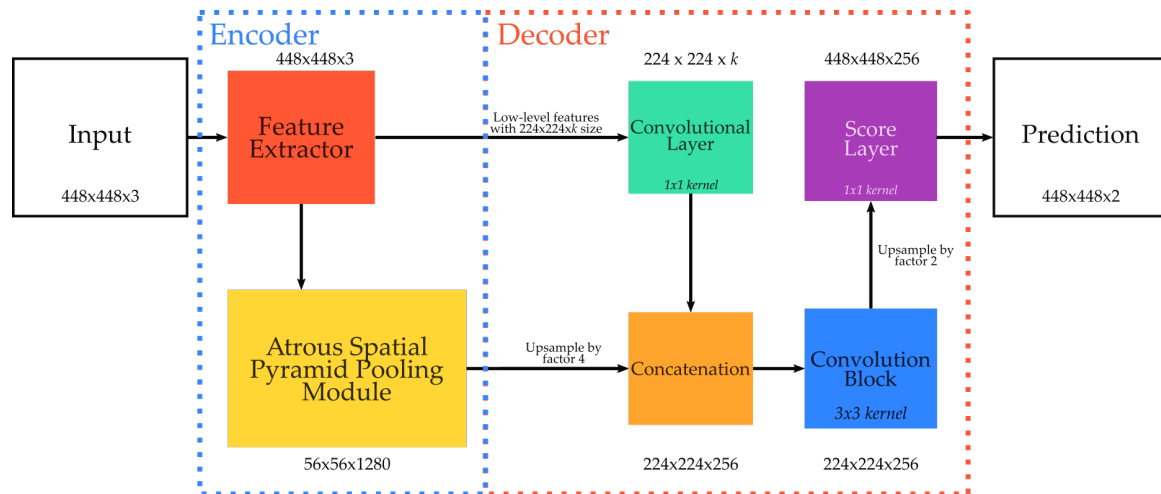 Encoder
Decoder
Input
448x448x3
448x448x3
Feature
Extractor
Low-level features
with 224x224xk size
224 x 224 x k
Convolutional
Layer
1x1 kernel
448x448x256
Score
Layer
1x1 kernel
Prediction
448x448x2
Atrous Spatial
Pyramid Pooling
Module
56x56x1280
Upsample by
factor 4
Concatenation
224x224x256
Upsample by
factor 2
Convolution
Block
3x3 kernel
224x224x256